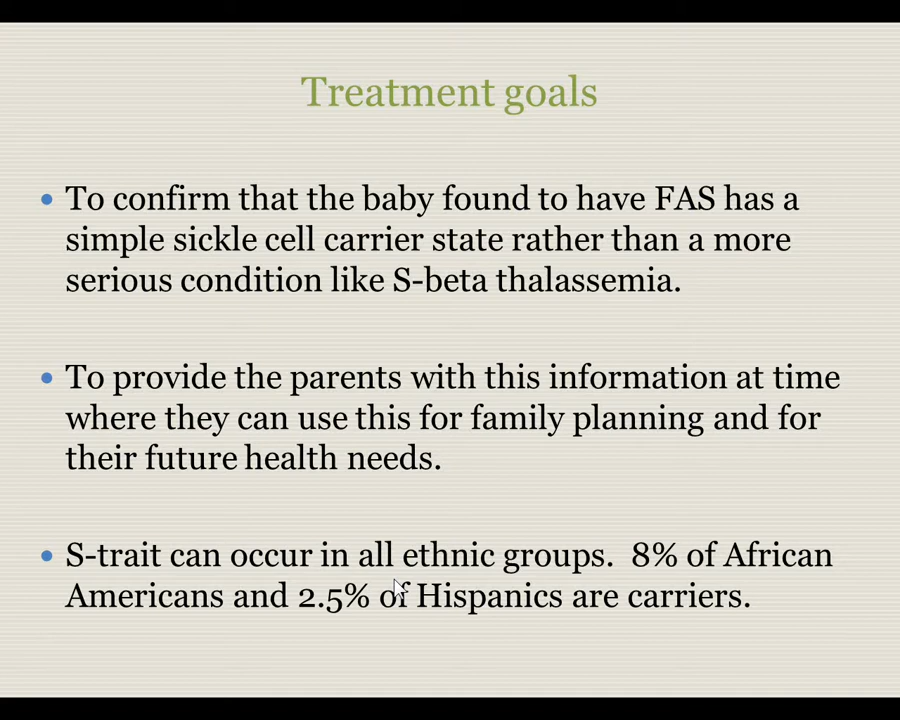 Treatment goals
• To confirm that the baby found to have FAS has a
simple sickle cell carrier state rather than a more
serious condition like S-beta thalassemia.
• To provide the parents with this information at time
where they can use this for family planning and for
their future health needs.
• S-trait can occur in all ethnic groups.  8% of African
Americans and 2.5% of Hispanics are carriers.